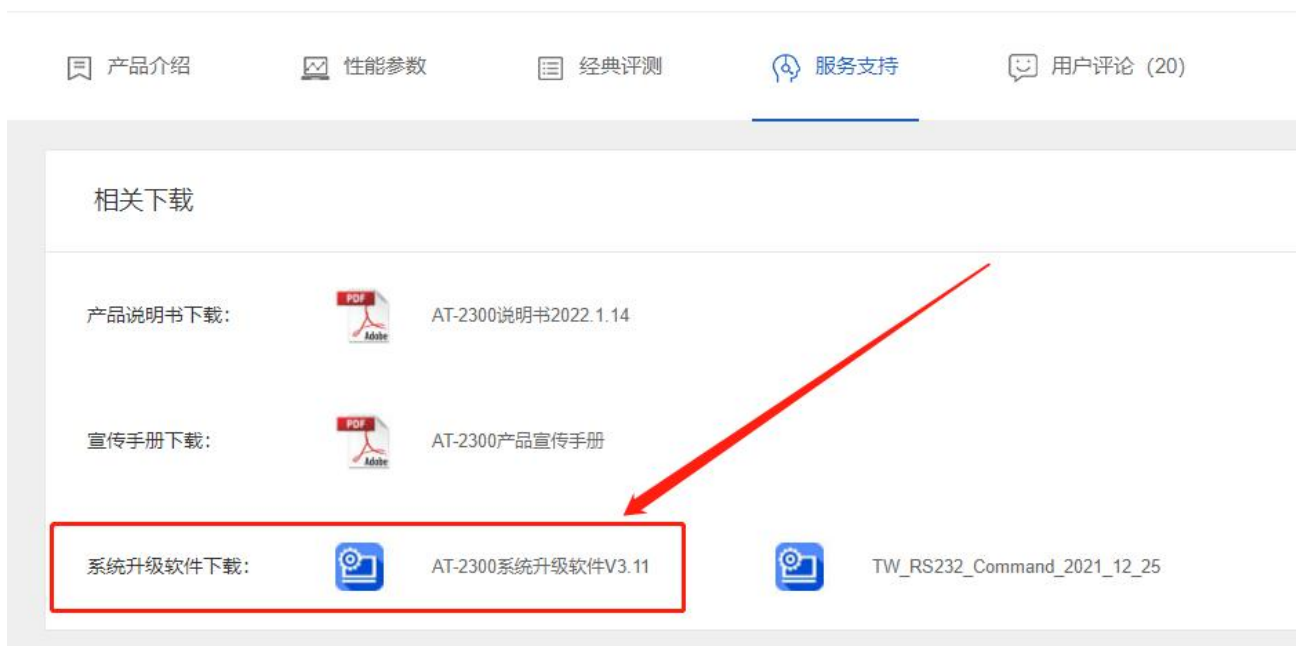 产品介绍 性能参数 经典评测 服务支持 用户评论 (20)
相关下载
产品说明书下载: PDF Adobe AT-2300说明书2022.1.14
宣传手册下载: PDF Adobe AT-2300产品宣传手册
系统升级软件下载: AT-2300系统升级软件V3.11 TW_RS232_Command_2021_12_25